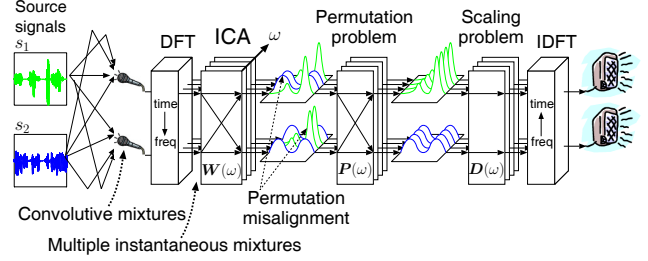 Source
signals
s1
s2
DFT
ICA
ω
Permutation
problem
Scaling
problem
IDFT
time
freq
W(ω)
P(ω)
D(ω)
time
freq
Convolutive mixtures
Permutation
misalignment
Multiple instantaneous mixtures